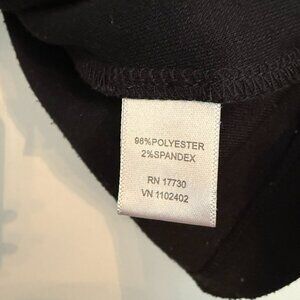 98%POLYESTER
2%SPANDEX
RN 17730
VN 1102402